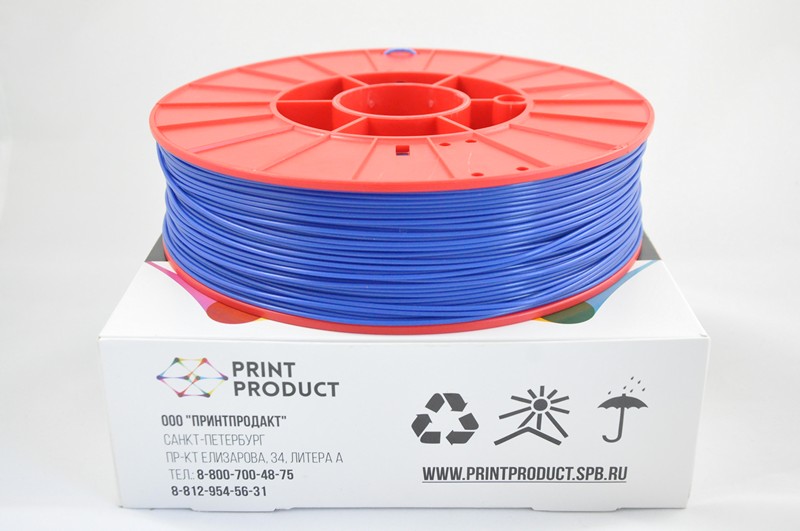 PRINT
PRODUCT
ООО "ПРИНТПРОДАКТ"
САНКТ-ПЕТЕРБУРГ
ПР-КТ ЕЛИЗАРОВА, 34, ЛИТЕРА А
ТЕЛ.: 8-800-700-48-75
8-812-954-56-31
WWW.PRINTPRODUCT.SPB.RU